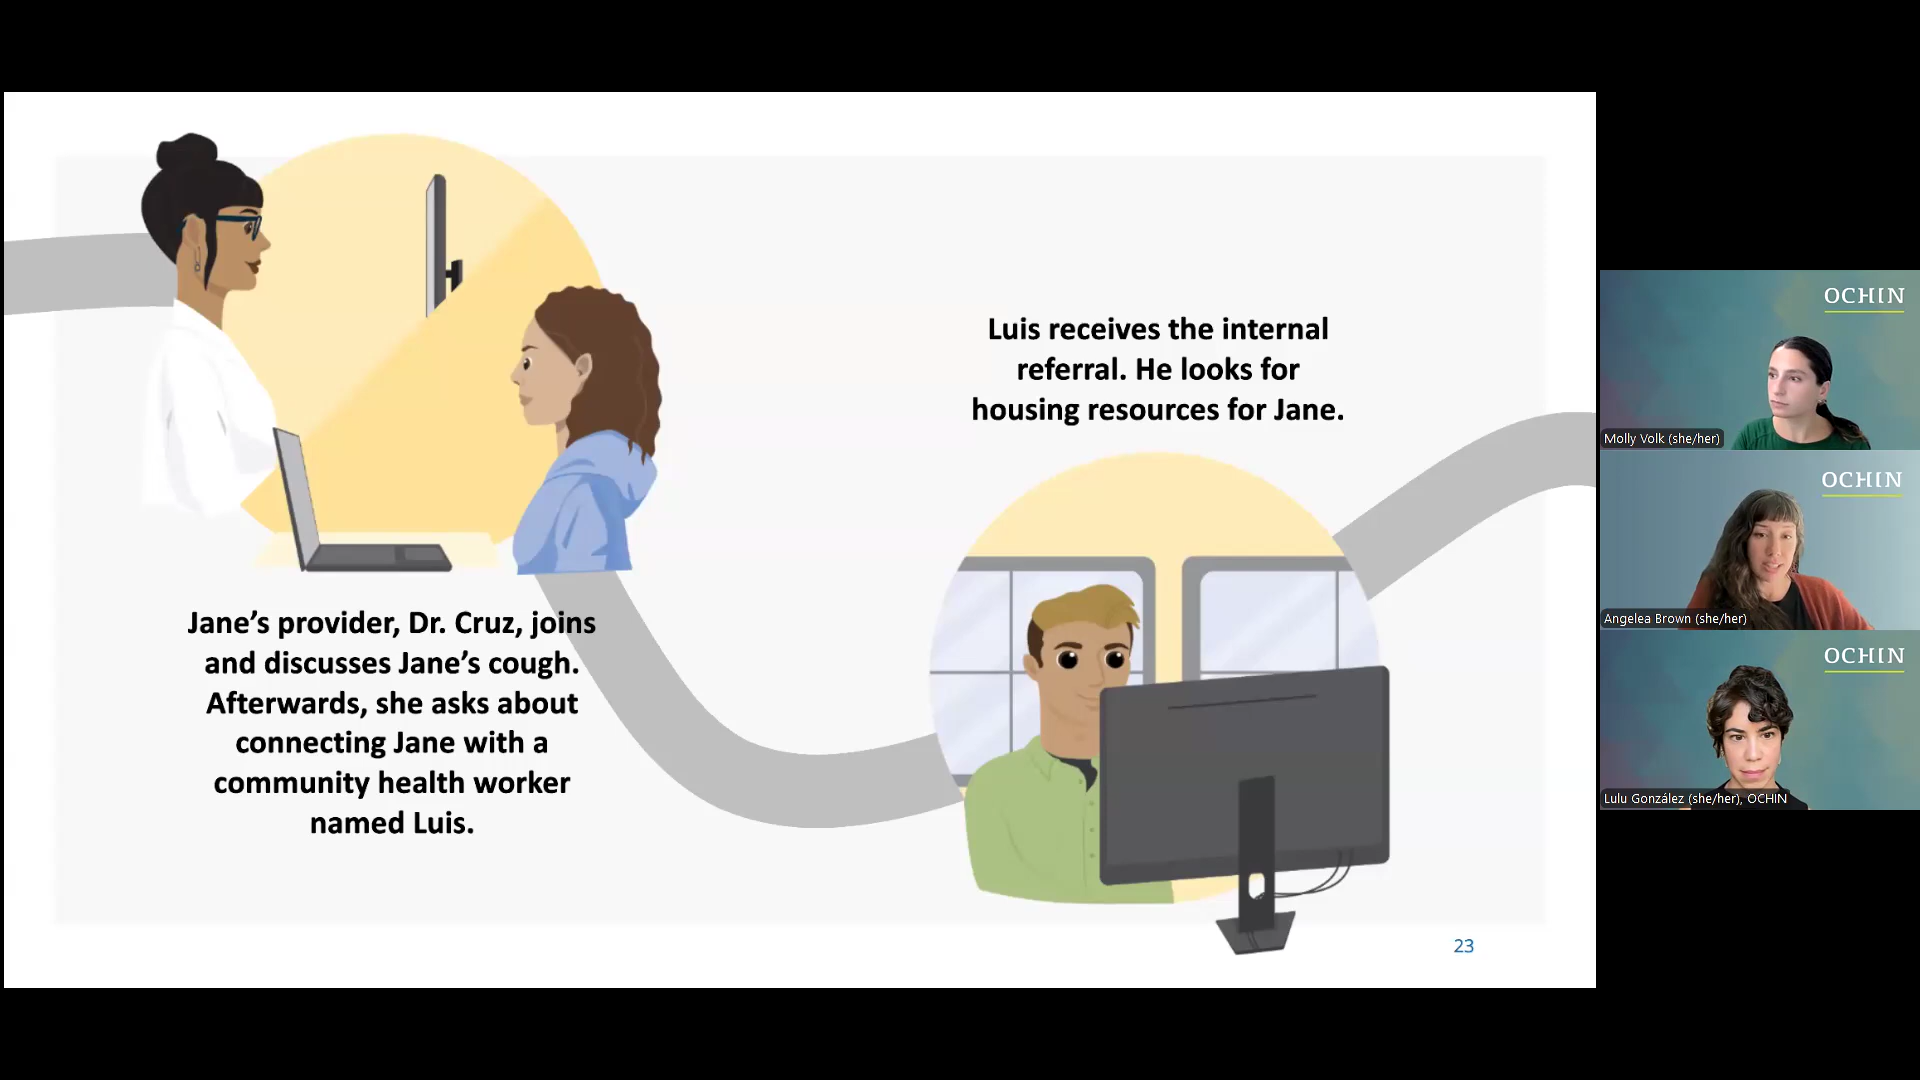 Jane’s provider, Dr. Cruz, joins
and discusses Jane’s cough.
Afterwards, she asks about
connecting Jane with a
community health worker
named Luis.
Luis receives the internal
referral. He looks for
housing resources for Jane.
23
OCHIN
Molly Volk (she/her)
OCHIN
Angelea Brown (she/her)
OCHIN
Lulu González (she/her), OCHIN